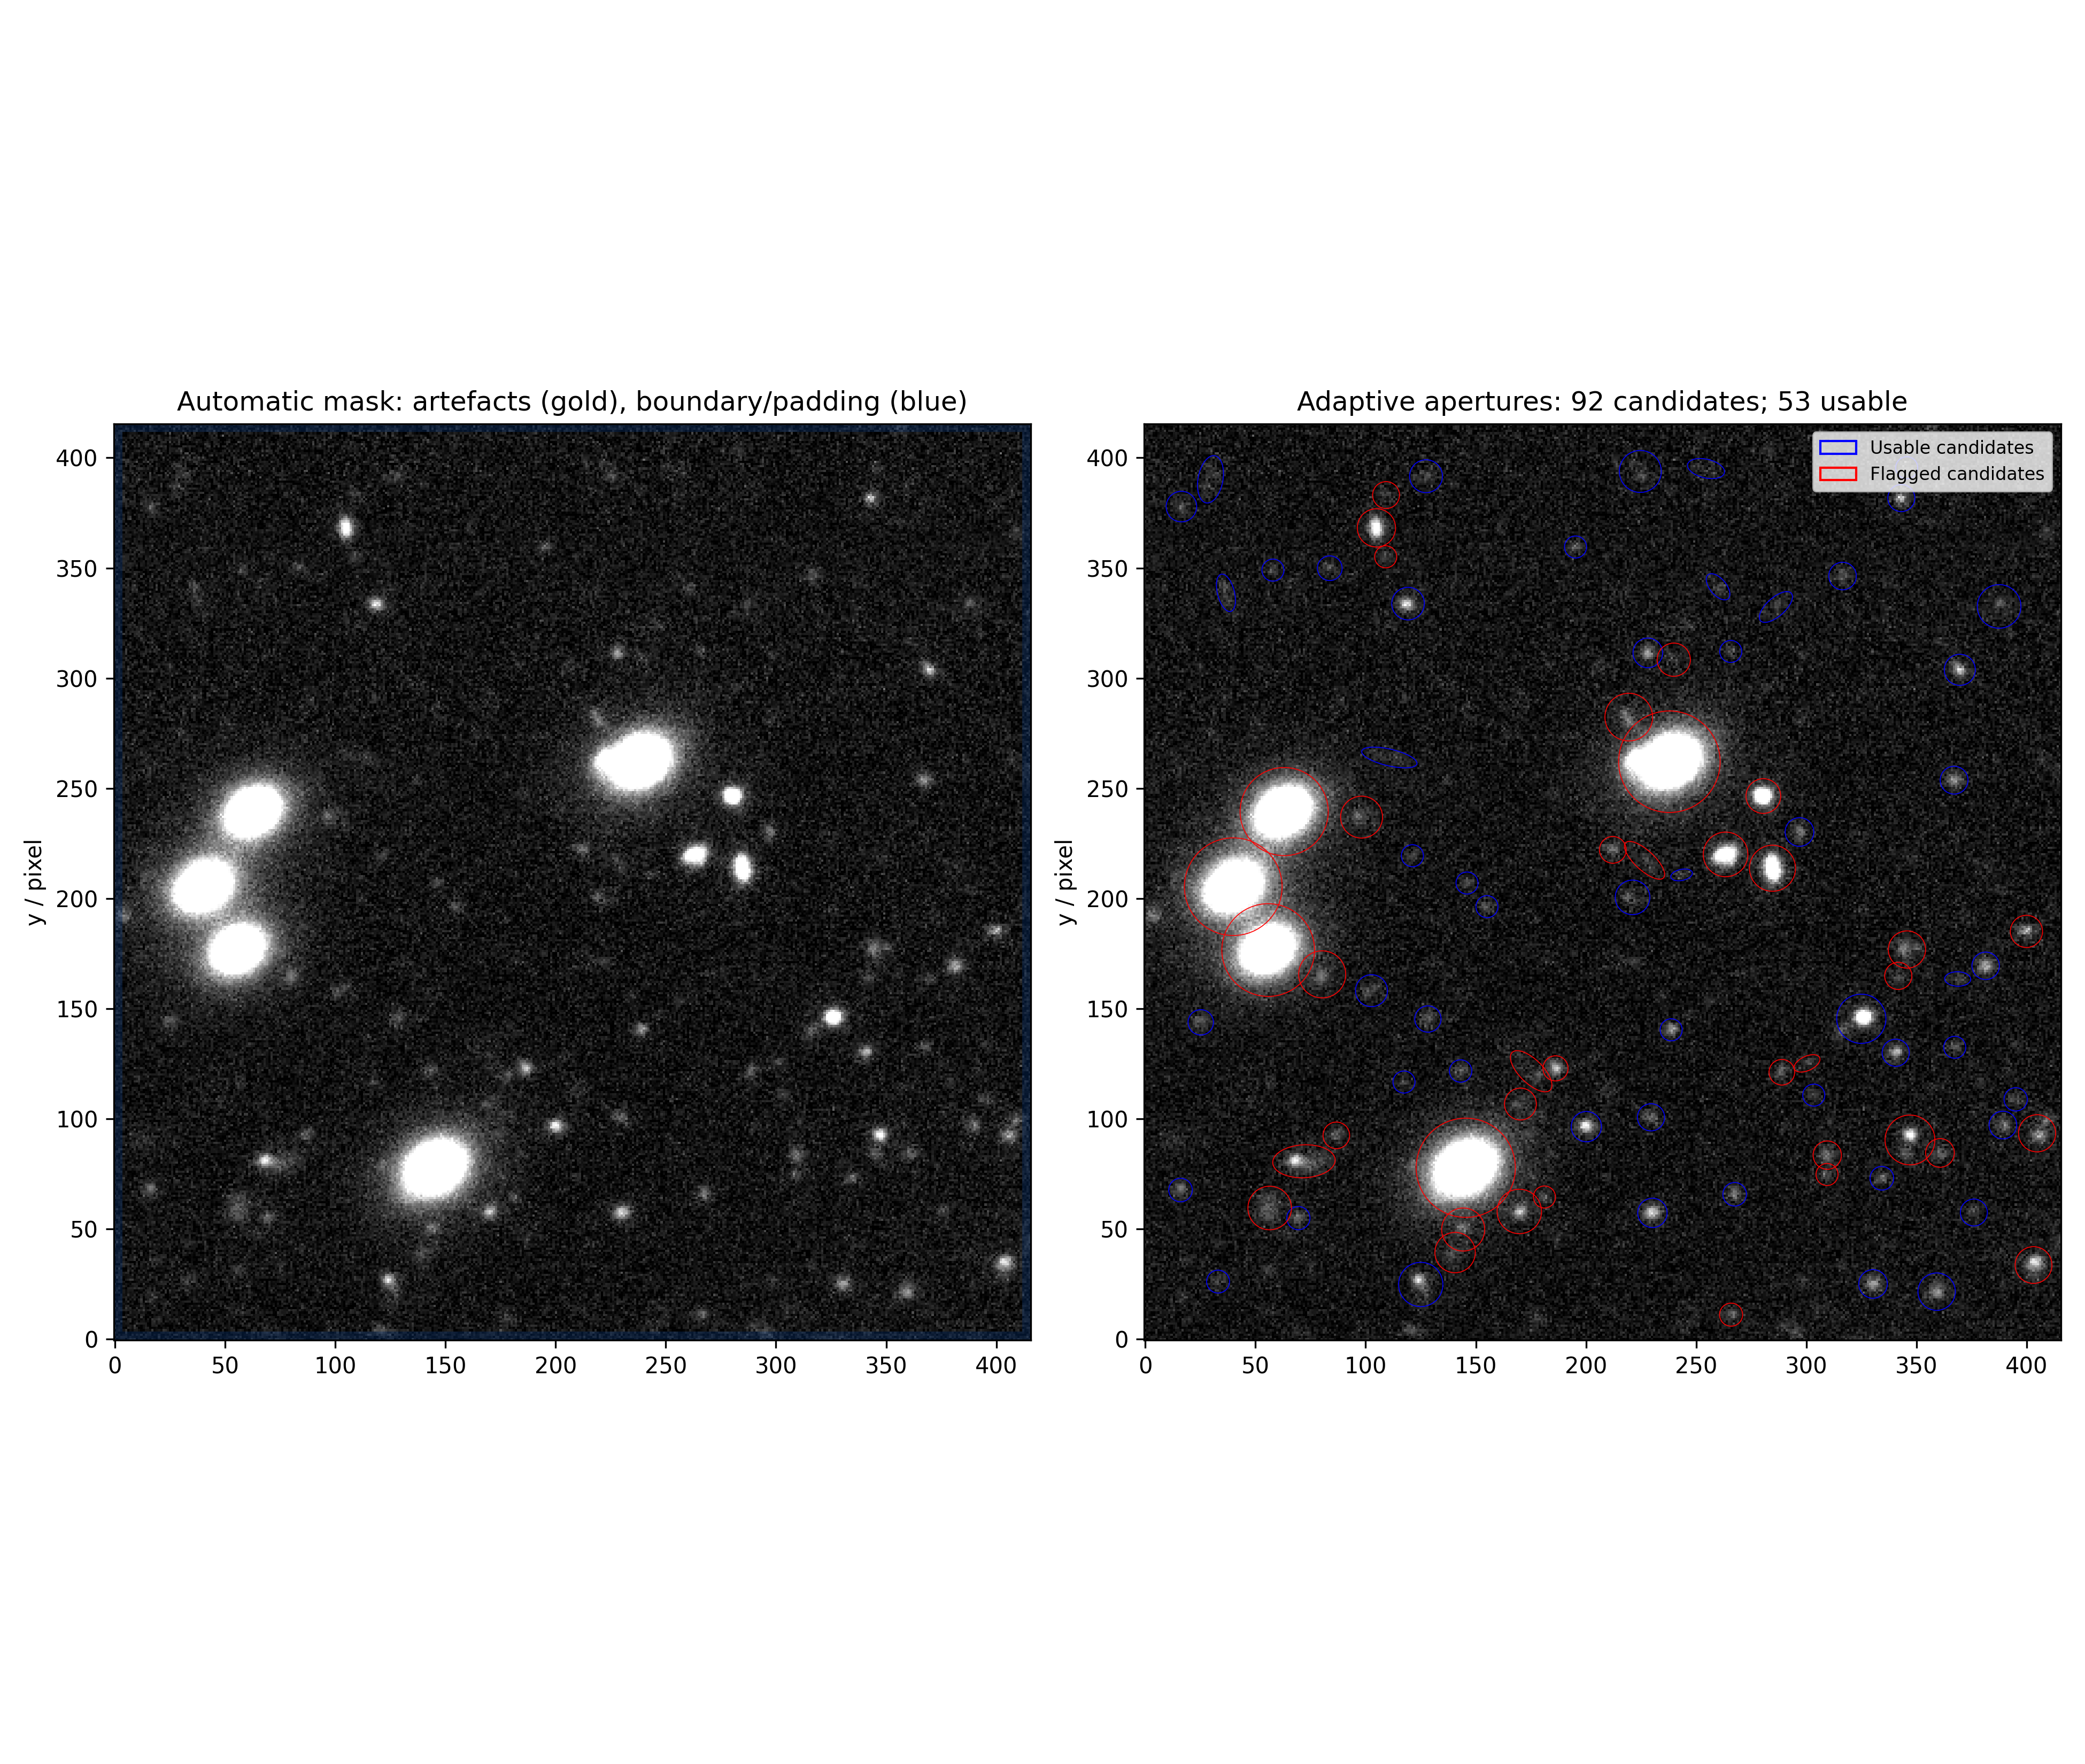 Automatic mask: artefacts (gold), boundary/padding (blue)
400
350
300
250
200
150
100
50
0
y / pixel
0 50 100 150 200 250 300 350 400
Adaptive apertures: 92 candidates; 53 usable
Usable candidates
Flagged candidates
400
350
300
250
200
150
100
50
0
y / pixel
0 50 100 150 200 250 300 350 400